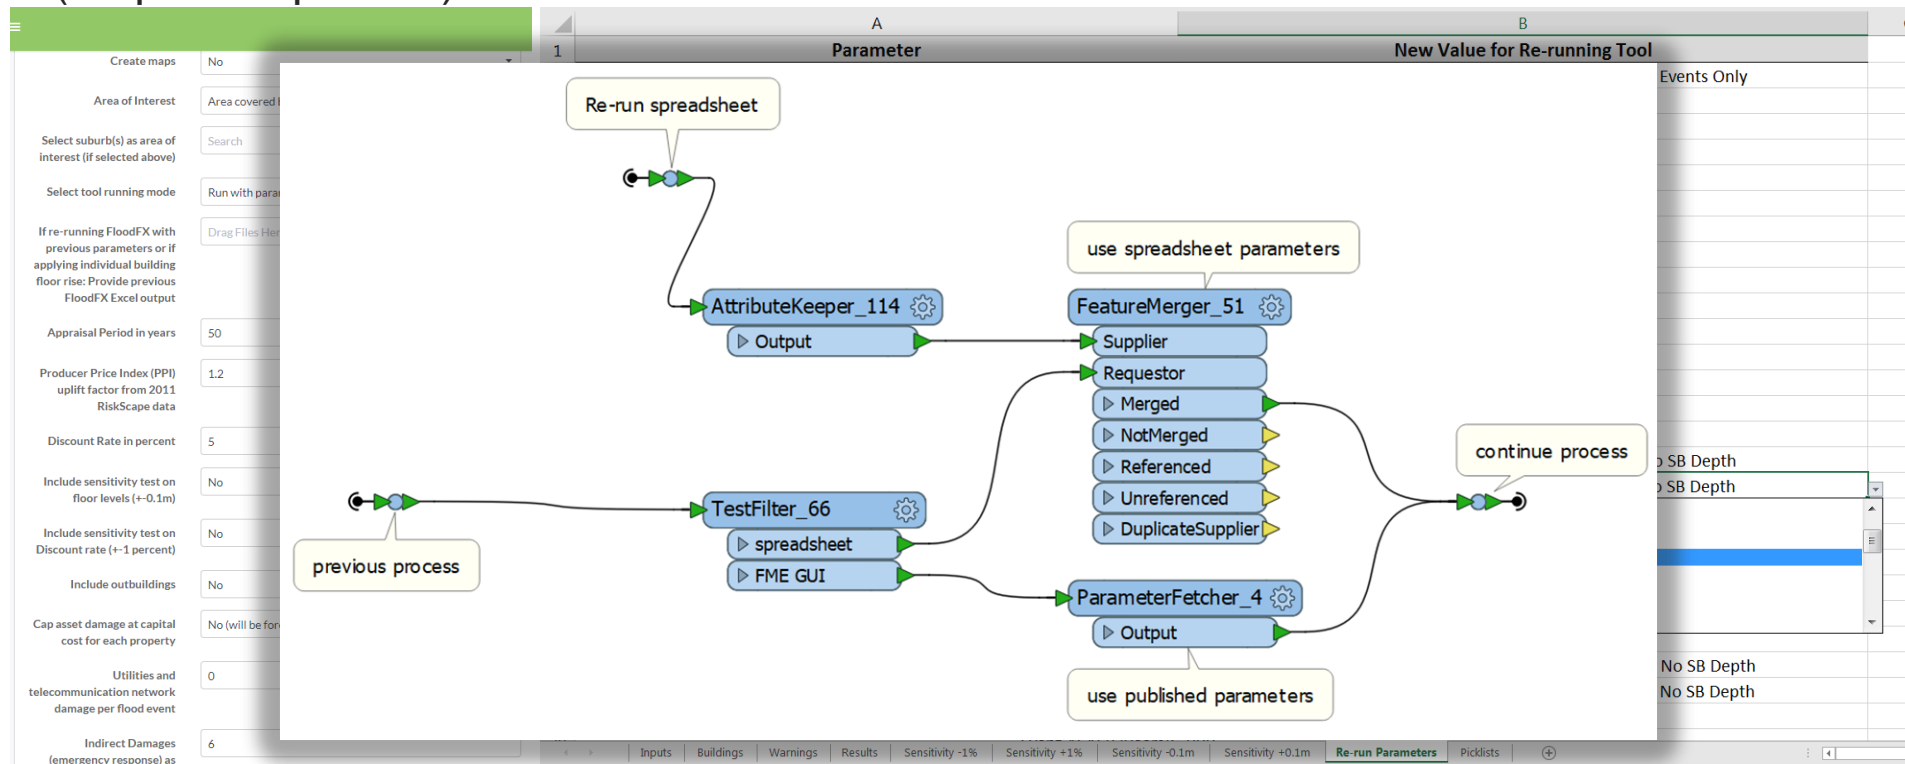 Create maps
No
Area of Interest
Area covered
Select suburb(s) as area of
interest (if selected above)
Search
Select tool running mode
Run with
If re-running FloodFX with
previous parameters or if
applying individual building
floor rise: Provide previous
FloodFX Excel output
Drag Files
Appraisal Period in years
50
Producer Price Index (PPI)
uplift factor from 2011
RiskScape data
1.2
Discount Rate in percent
5
Include sensitivity test on
floor levels (+-0.1m)
No
Include sensitivity test on
Discount rate (+-1 percent)
No
Include outbuildings
No
Cap asset damage at capital
cost for each property
No (will be
Utilities and
telecommunication network
damage per flood event
0
Indirect Damages
(emergency response) as
6
A
B
1
Parameter
New Value for Re-running Tool
Events Only
Re-run spreadsheet
use spreadsheet parameters
AttributeKeeper_114
Output
FeatureMerger_51
Supplier
Requestor
Merged
NotMerged
Referenced
Unreferenced
DuplicateSupplier
continue process
TestFilter_66
spreadsheet
FME GUI
previous process
ParameterFetcher_4
Output
use published parameters
SB Depth
SB Depth
No SB Depth
No SB Depth
Inputs
Buildings
Warnings
Results
Sensitivity -1%
Sensitivity +1%
Sensitivity -0.1m
Sensitivity +0.1m
Re-run Parameters
Picklists